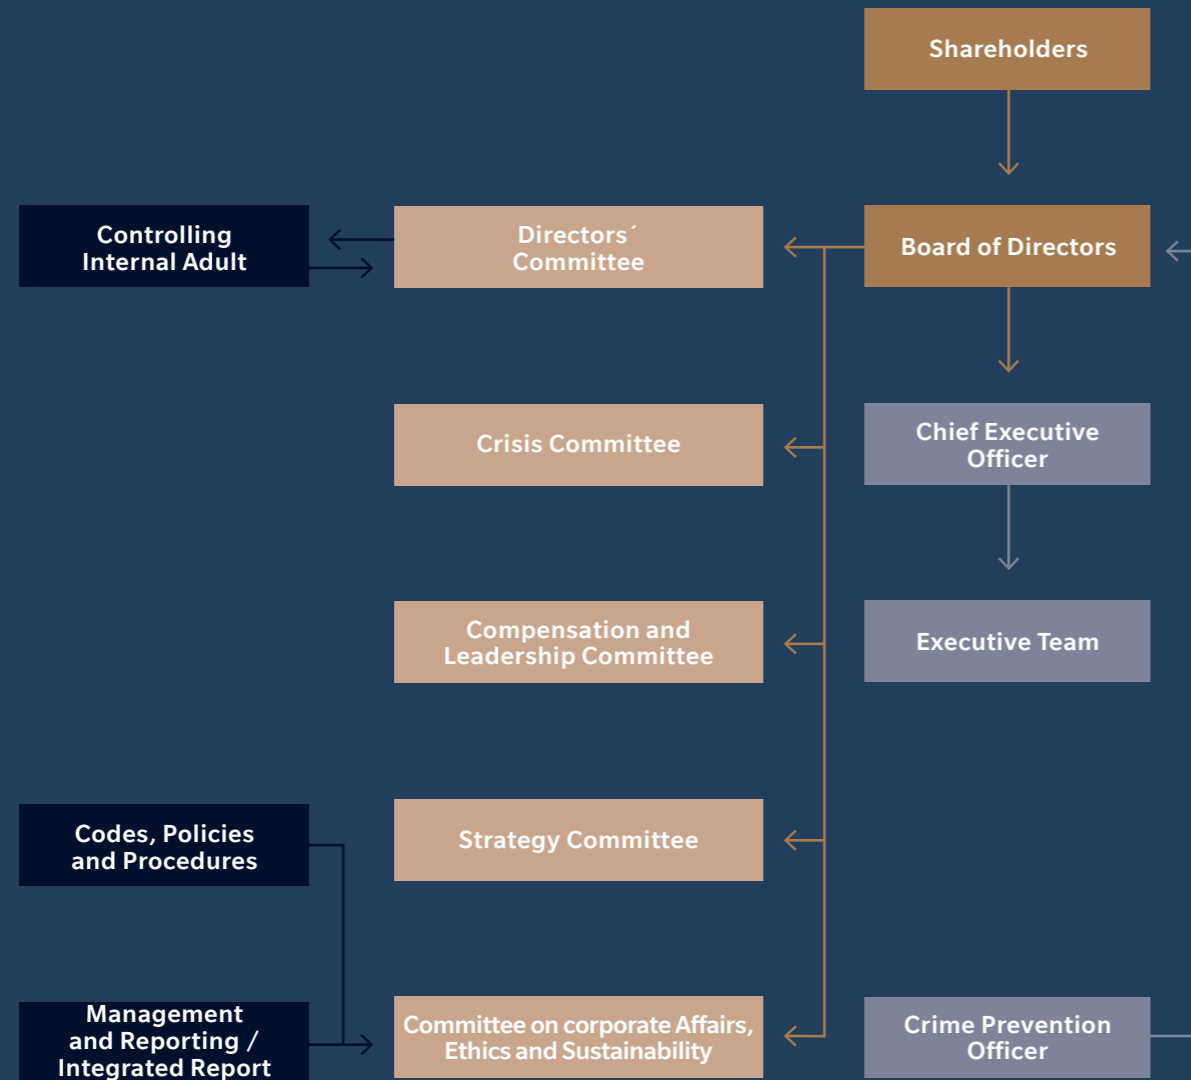 Shareholders
Controlling
Internal Adult
Directors´
Committee
Board of Directors
Crisis Committee
Chief Executive
Officer
Compensation and
Leadership Committee
Executive Team
Codes, Policies
and Procedures
Strategy Committee
Management
and Reporting /
Integrated Report
Committee on corporate Affairs,
Ethics and Sustainability
Crime Prevention
Officer